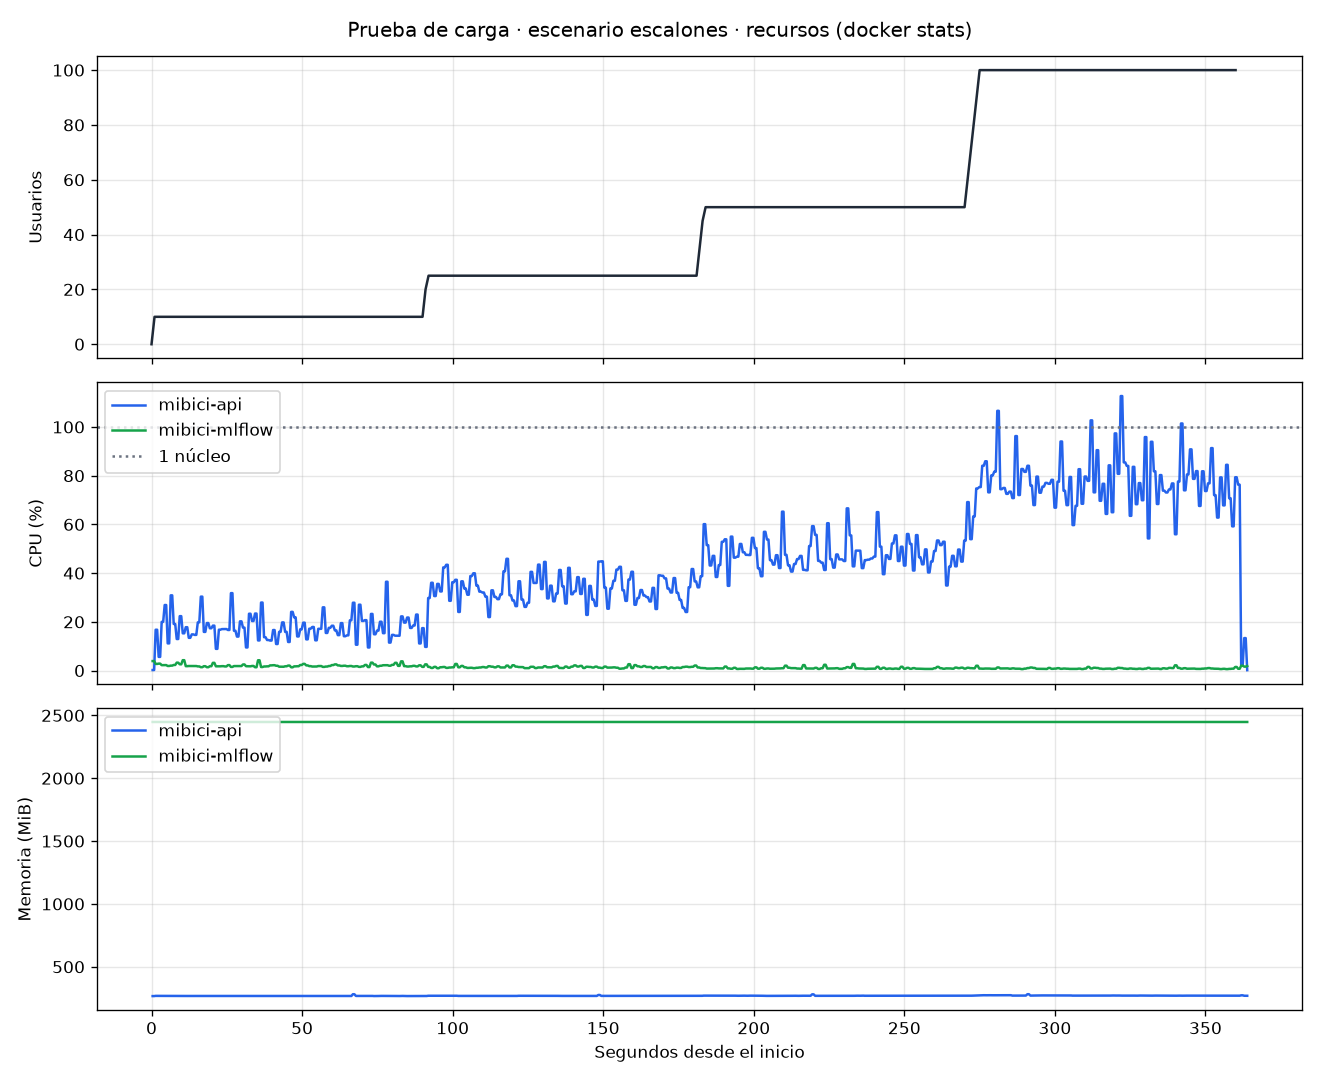 Prueba de carga · escenario escalones · recursos (docker stats)
100
80
60
40
20
0
Usuarios
mibici-api
mibici-mlflow
1 núcleo
100
80
60
40
20
0
CPU (%)
mibici-api
mibici-mlflow
2500
2000
1500
1000
500
Memoria (MiB)
0 50 100 150 200 250 300 350
Segundos desde el inicio